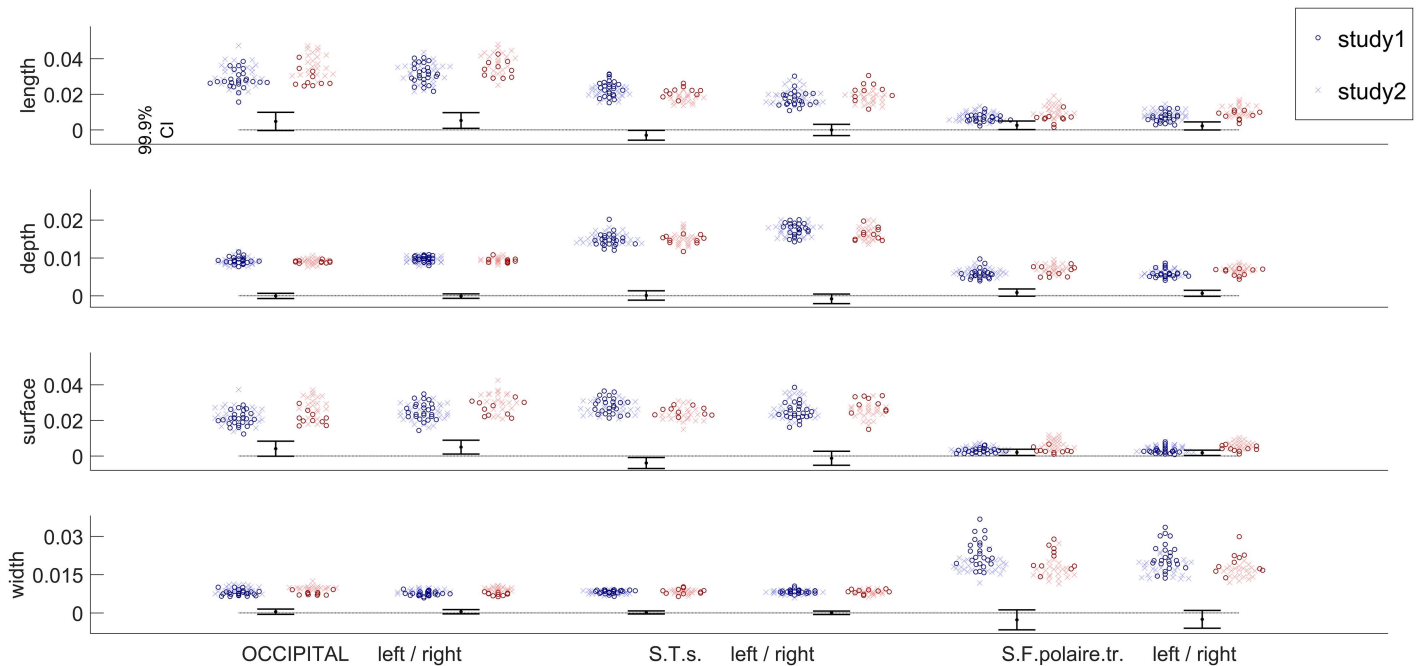 study1
study2
length
0.04
0.02
0
99.9%
CI
depth
0.02
0.01
0
surface
0.04
0.02
0
width
0.03
0.015
0
OCCIPITAL left / right S.T.s. left / right S.F.polaire.tr. left / right